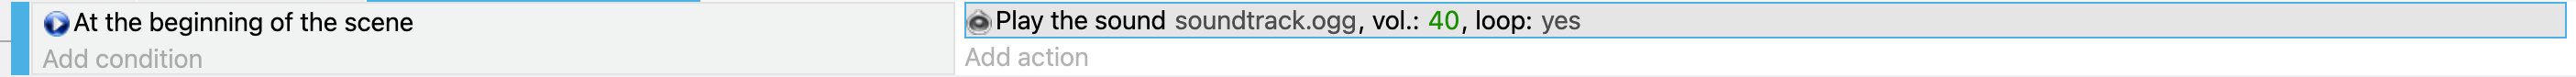 At the beginning of the scene
Add condition
Play the sound soundtrack.ogg, vol.: 40, loop: yes
Add action